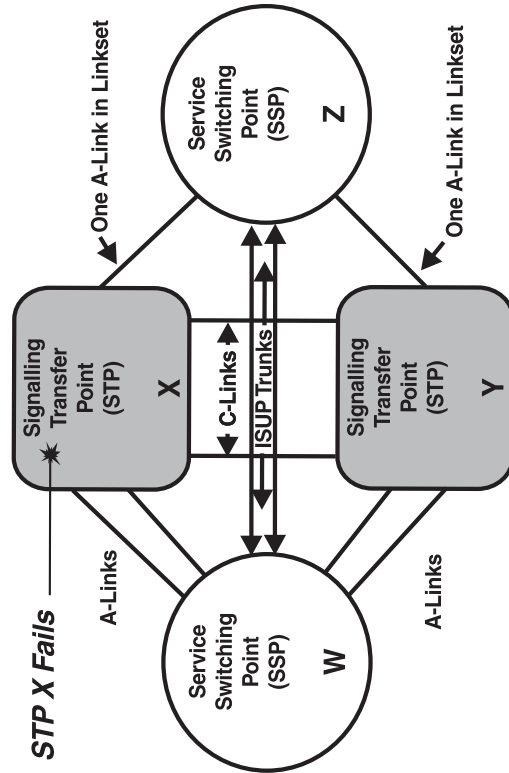 STP X Fails
Signalling
Transfer
Point
(STP)
X
One A-Link in Linkset
A-Links
Service
Switching
Point
(SSP)
W
C-Links
ISUP Trunks
Service
Switching
Point
(SSP)
Z
A-Links
Signalling
Transfer
Point
(STP)
Y
One A-Link in Linkset